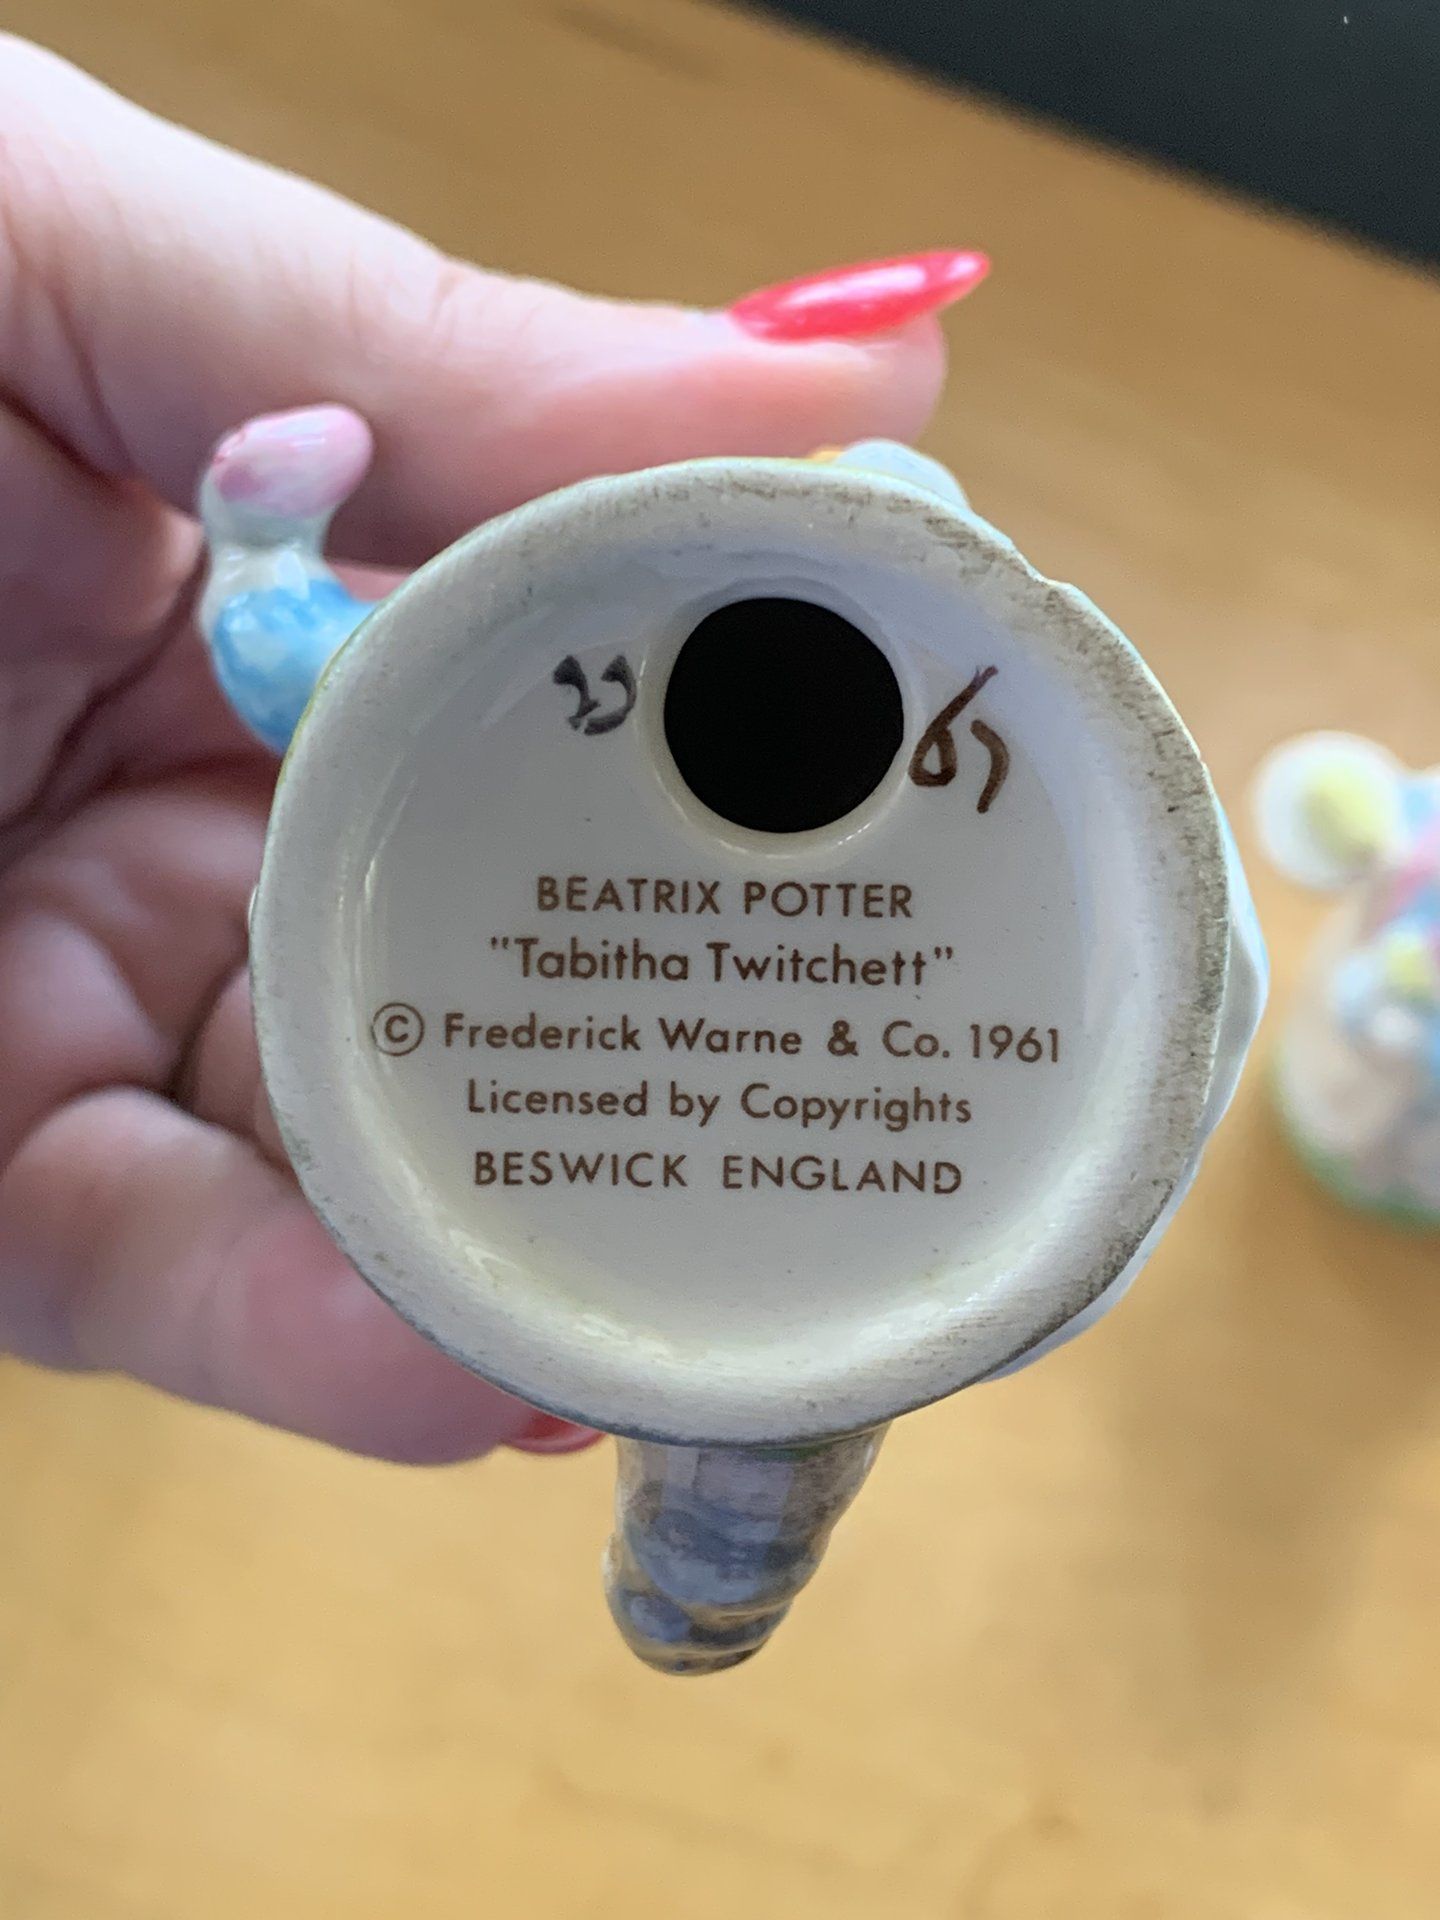 BEATRIX POTTER
"Tabitha Twitchett"
© Frederick Warne & Co. 1961
Licensed by Copyrights
BESWICK ENGLAND